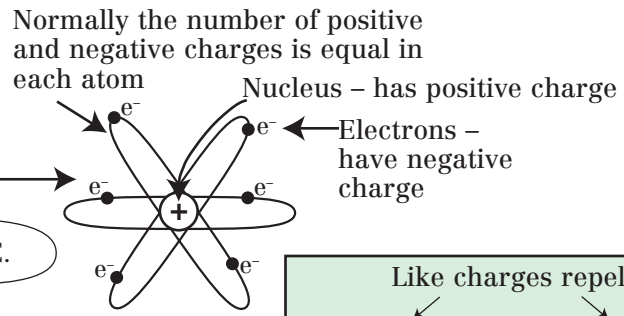 Normally the number of positive
and negative charges is equal in
each atom
Nucleus – has positive charge
e⁻
e⁻
Electrons –
have negative
charge
e⁻
e⁻
+
e⁻
e⁻
Like charges repel